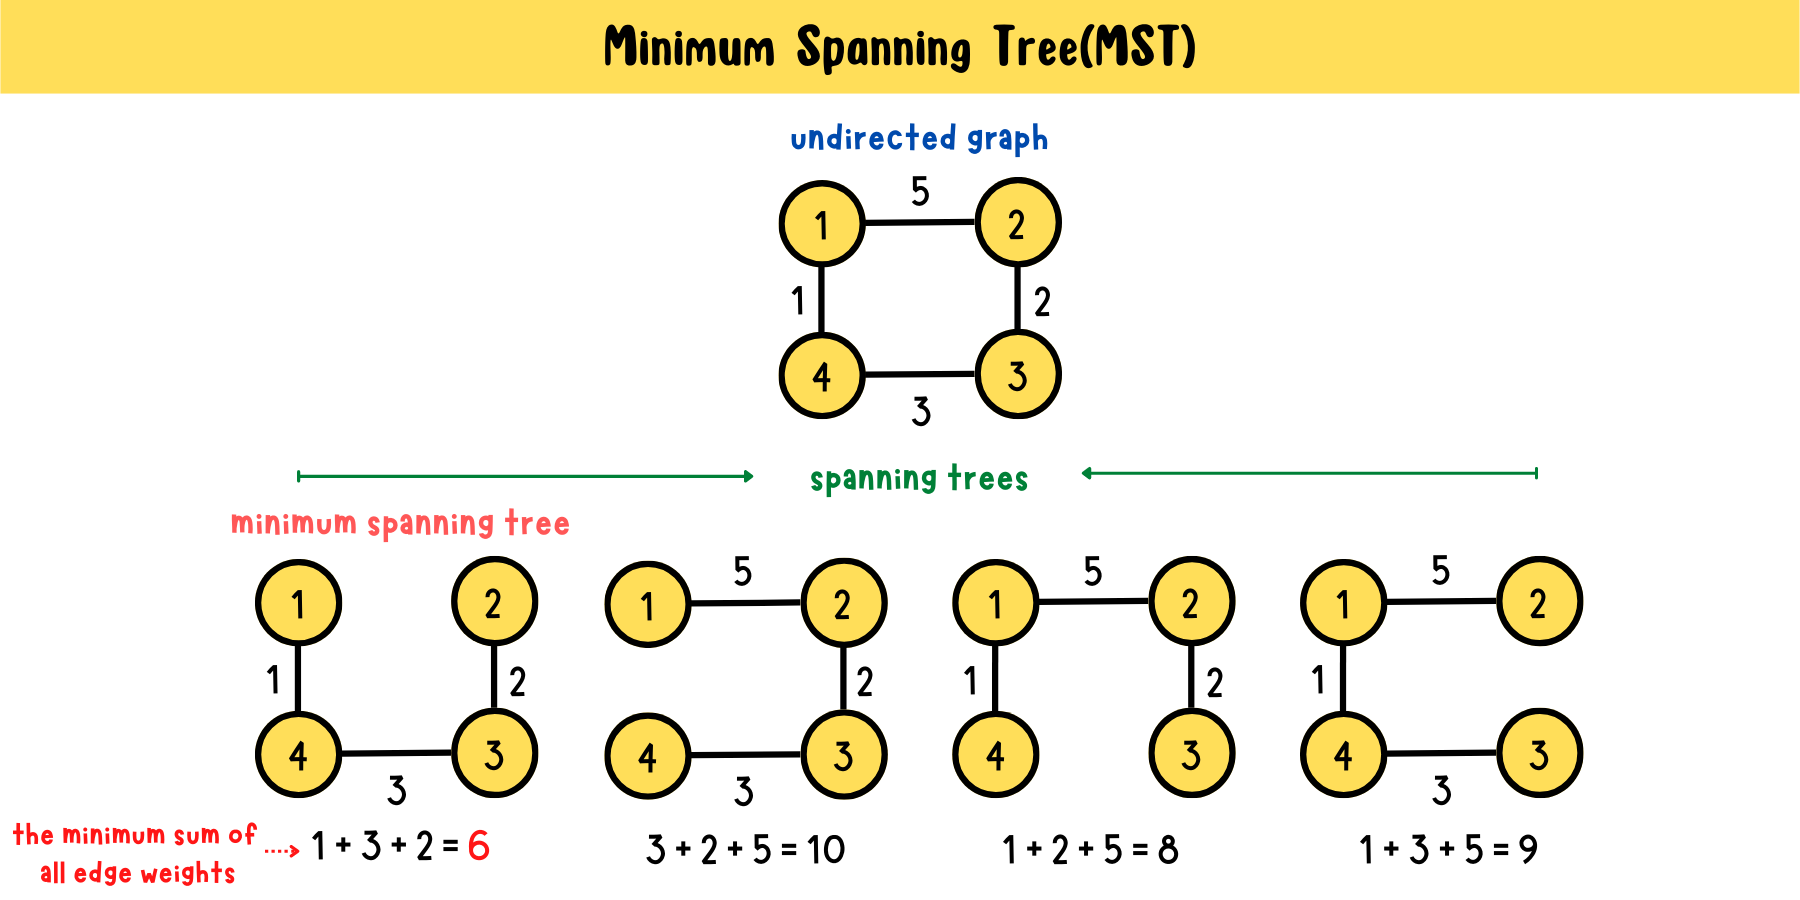 Minimum Spanning Tree(MST)
undirected graph
5
1 2
1 2
4 3
3
spanning trees
minimum spanning tree
5 5 5
1 2 1 2 1 2 1 2
1 2 2 1 2 1
4 3 4 3 4 3 4 3
3 3 3
the minimum sum of
all edge weights
1 + 3 + 2 = 6
3 + 2 + 5 = 10
1 + 2 + 5 = 8
1 + 3 + 5 = 9